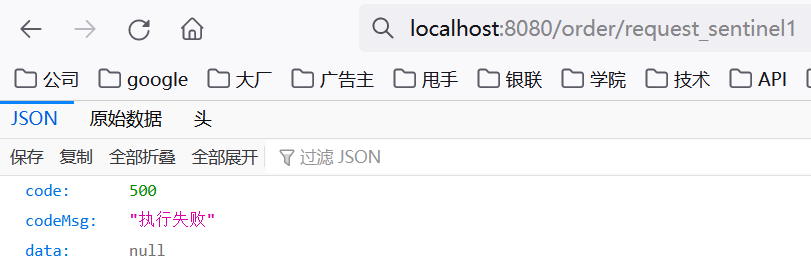 localhost:8080/order/request_sentinel1
公司 google 大厂 广告主 甩手 银联 学院 技术 API
JSON 原始数据 头
保存 复制 全部折叠 全部展开 过滤 JSON
code: 500
codeMsg: "执行失败"
data: null